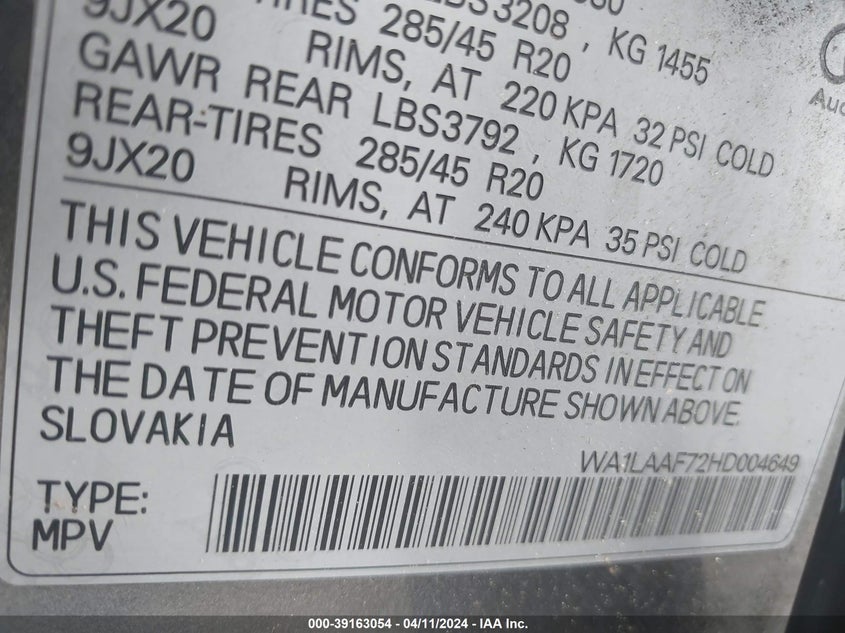 LBS3208 , KG 1455
285/45 R20
9JX20 RIMS, AT 220 KPA 32 PSI COLD
GAWR REAR LBS3792 , KG 1720
REAR-TIRES 285/45 R20
9JX20 RIMS, AT 240 KPA 35 PSI COLD
THIS VEHICLE CONFORMS TO ALL APPLICABLE
U.S. FEDERAL MOTOR VEHICLE SAFETY AND
THEFT PREVENTION STANDARDS IN EFFECT ON
THE DATE OF MANUFACTURE SHOWN ABOVE.
SLOVAKIA
WA1LAAF72HD004649
TYPE:
MPV
000-39163054 - 04/11/2024 - IAA Inc.